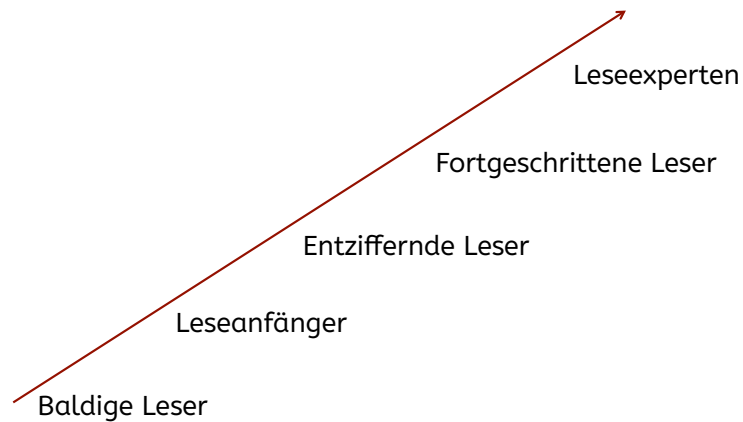 Leseexperten
Fortgeschrittene Leser
Entziffernde Leser
Leseanfänger
Baldige Leser